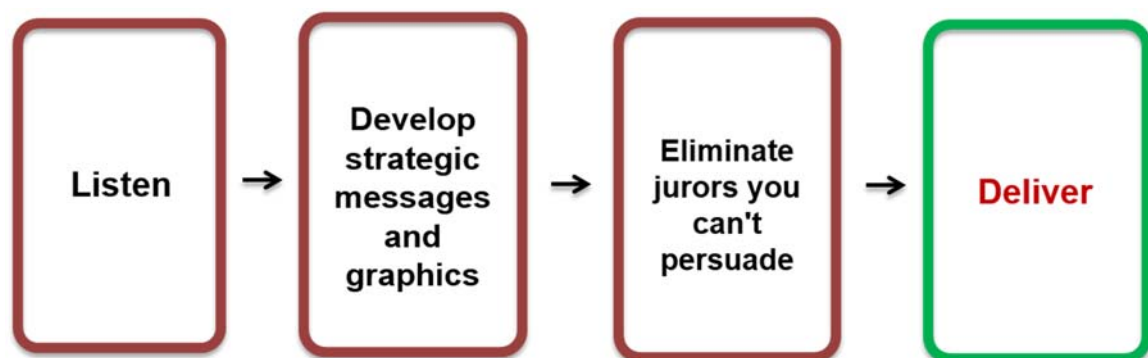 Listen
Develop
strategic
messages
and
graphics
Eliminate
jurors you
can't
persuade
Deliver